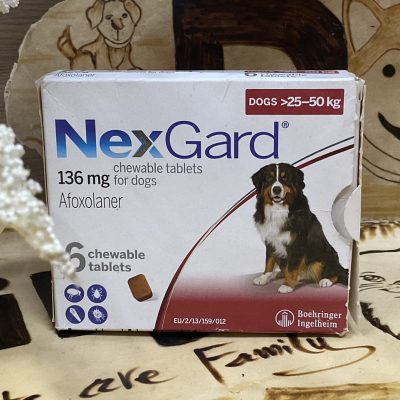 DOGS >25–50 kg
NexGard®
136 mg chewable tablets for dogs
Afoxolaner
6 chewable tablets
EU/2/13/159/012
Boehringer
Ingelheim
are Family